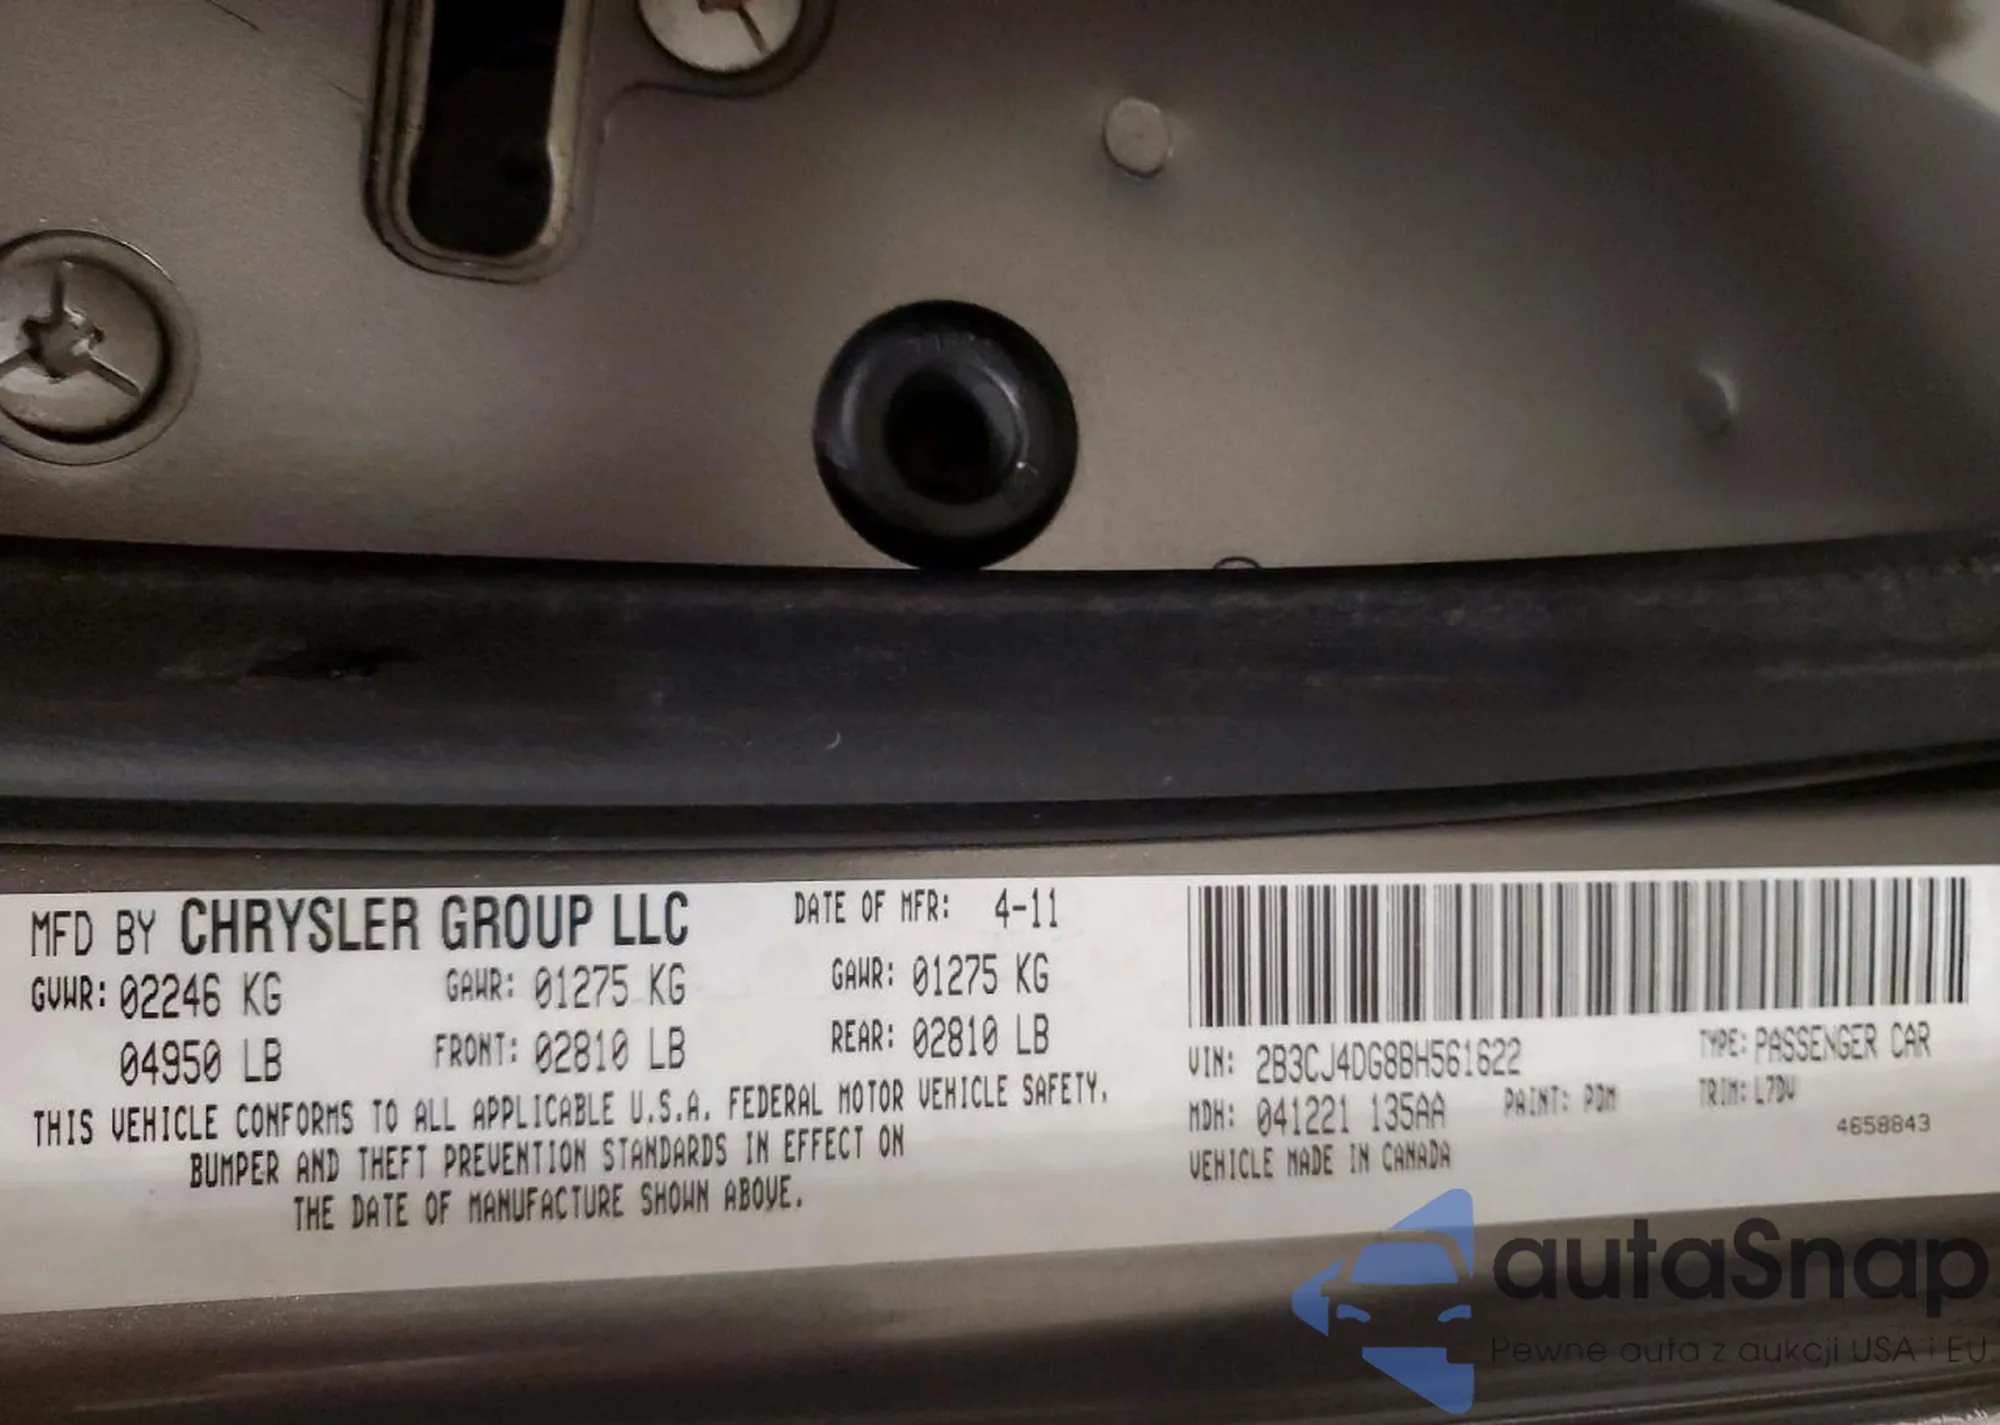 MFD BY CHRYSLER GROUP LLC DATE OF MFR: 4-11
GVWR: 02246 KG GAWR: 01275 KG GAWR: 01275 KG
04950 LB FRONT: 02810 LB REAR: 02810 LB
THIS VEHICLE CONFORMS TO ALL APPLICABLE U.S.A. FEDERAL MOTOR VEHICLE SAFETY,
BUMPER AND THEFT PREVENTION STANDARDS IN EFFECT ON
THE DATE OF MANUFACTURE SHOWN ABOVE.
VIN: 2B3CJ4DG8BH561622 TYPE: PASSENGER CAR
MDH: 041221 135AA PAINT: PDM TRIM: L7DV
VEHICLE MADE IN CANADA 4658843
autaSnap
Pewne auta z aukcji USA i EU